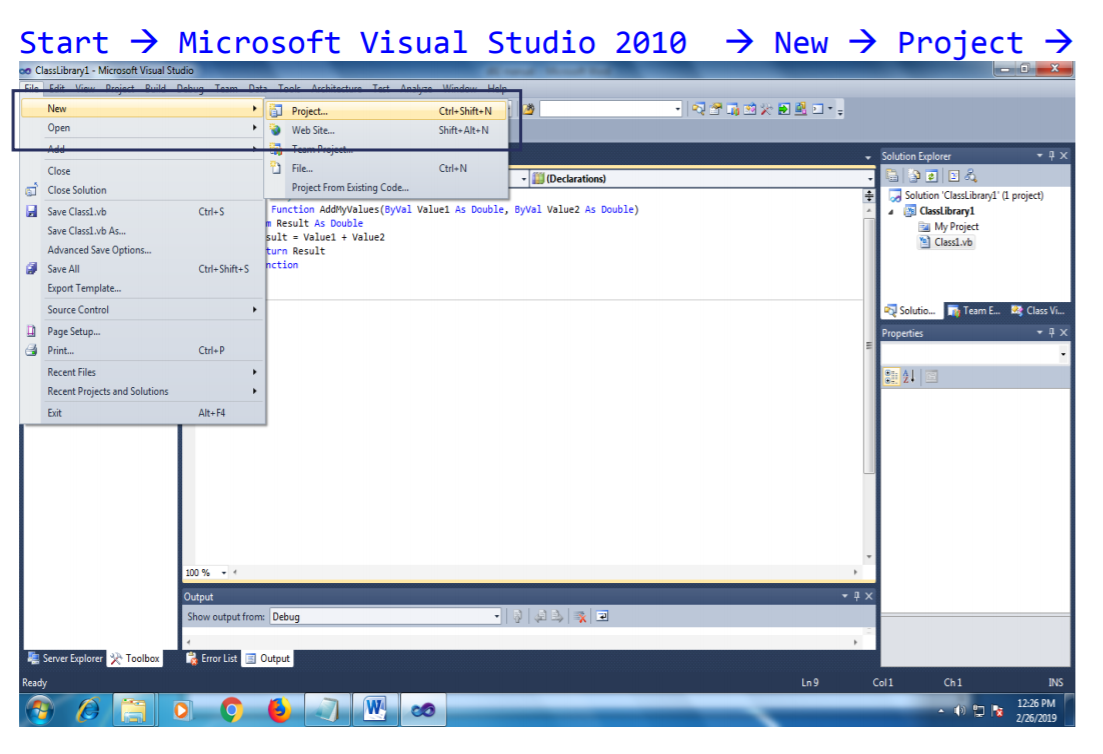 Start → Microsoft Visual Studio 2010 → New → Project →
ClassLibrary1 - Microsoft Visual Studio
File Edit View Project Build Debug Team Data Tools Architecture Test Analyze Window Help
New
Project... Ctrl+Shift+N
Open
Web Site... Shift+Alt+N
Add
Team Project...
Close
File... Ctrl+N
Close Solution
Project From Existing Code...
(Declarations)
Save Class1.vb Ctrl+S
Function AddMyValues(ByVal Value1 As Double, ByVal Value2 As Double)
Result As Double
Save Class1.vb As...
sult = Value1 + Value2
Advanced Save Options...
turn Result
Save All Ctrl+Shift+S
nction
Export Template...
Source Control
Page Setup...
Print... Ctrl+P
Recent Files
Recent Projects and Solutions
Exit Alt+F4
Solution Explorer
Solution 'ClassLibrary1' (1 project)
ClassLibrary1
My Project
Class1.vb
Solutio... Team E... Class Vi...
Properties
100 %
Output
Show output from: Debug
Server Explorer Toolbox Error List Output
Ready Ln 9 Col 1 Ch 1 INS
12:26 PM
2/26/2019